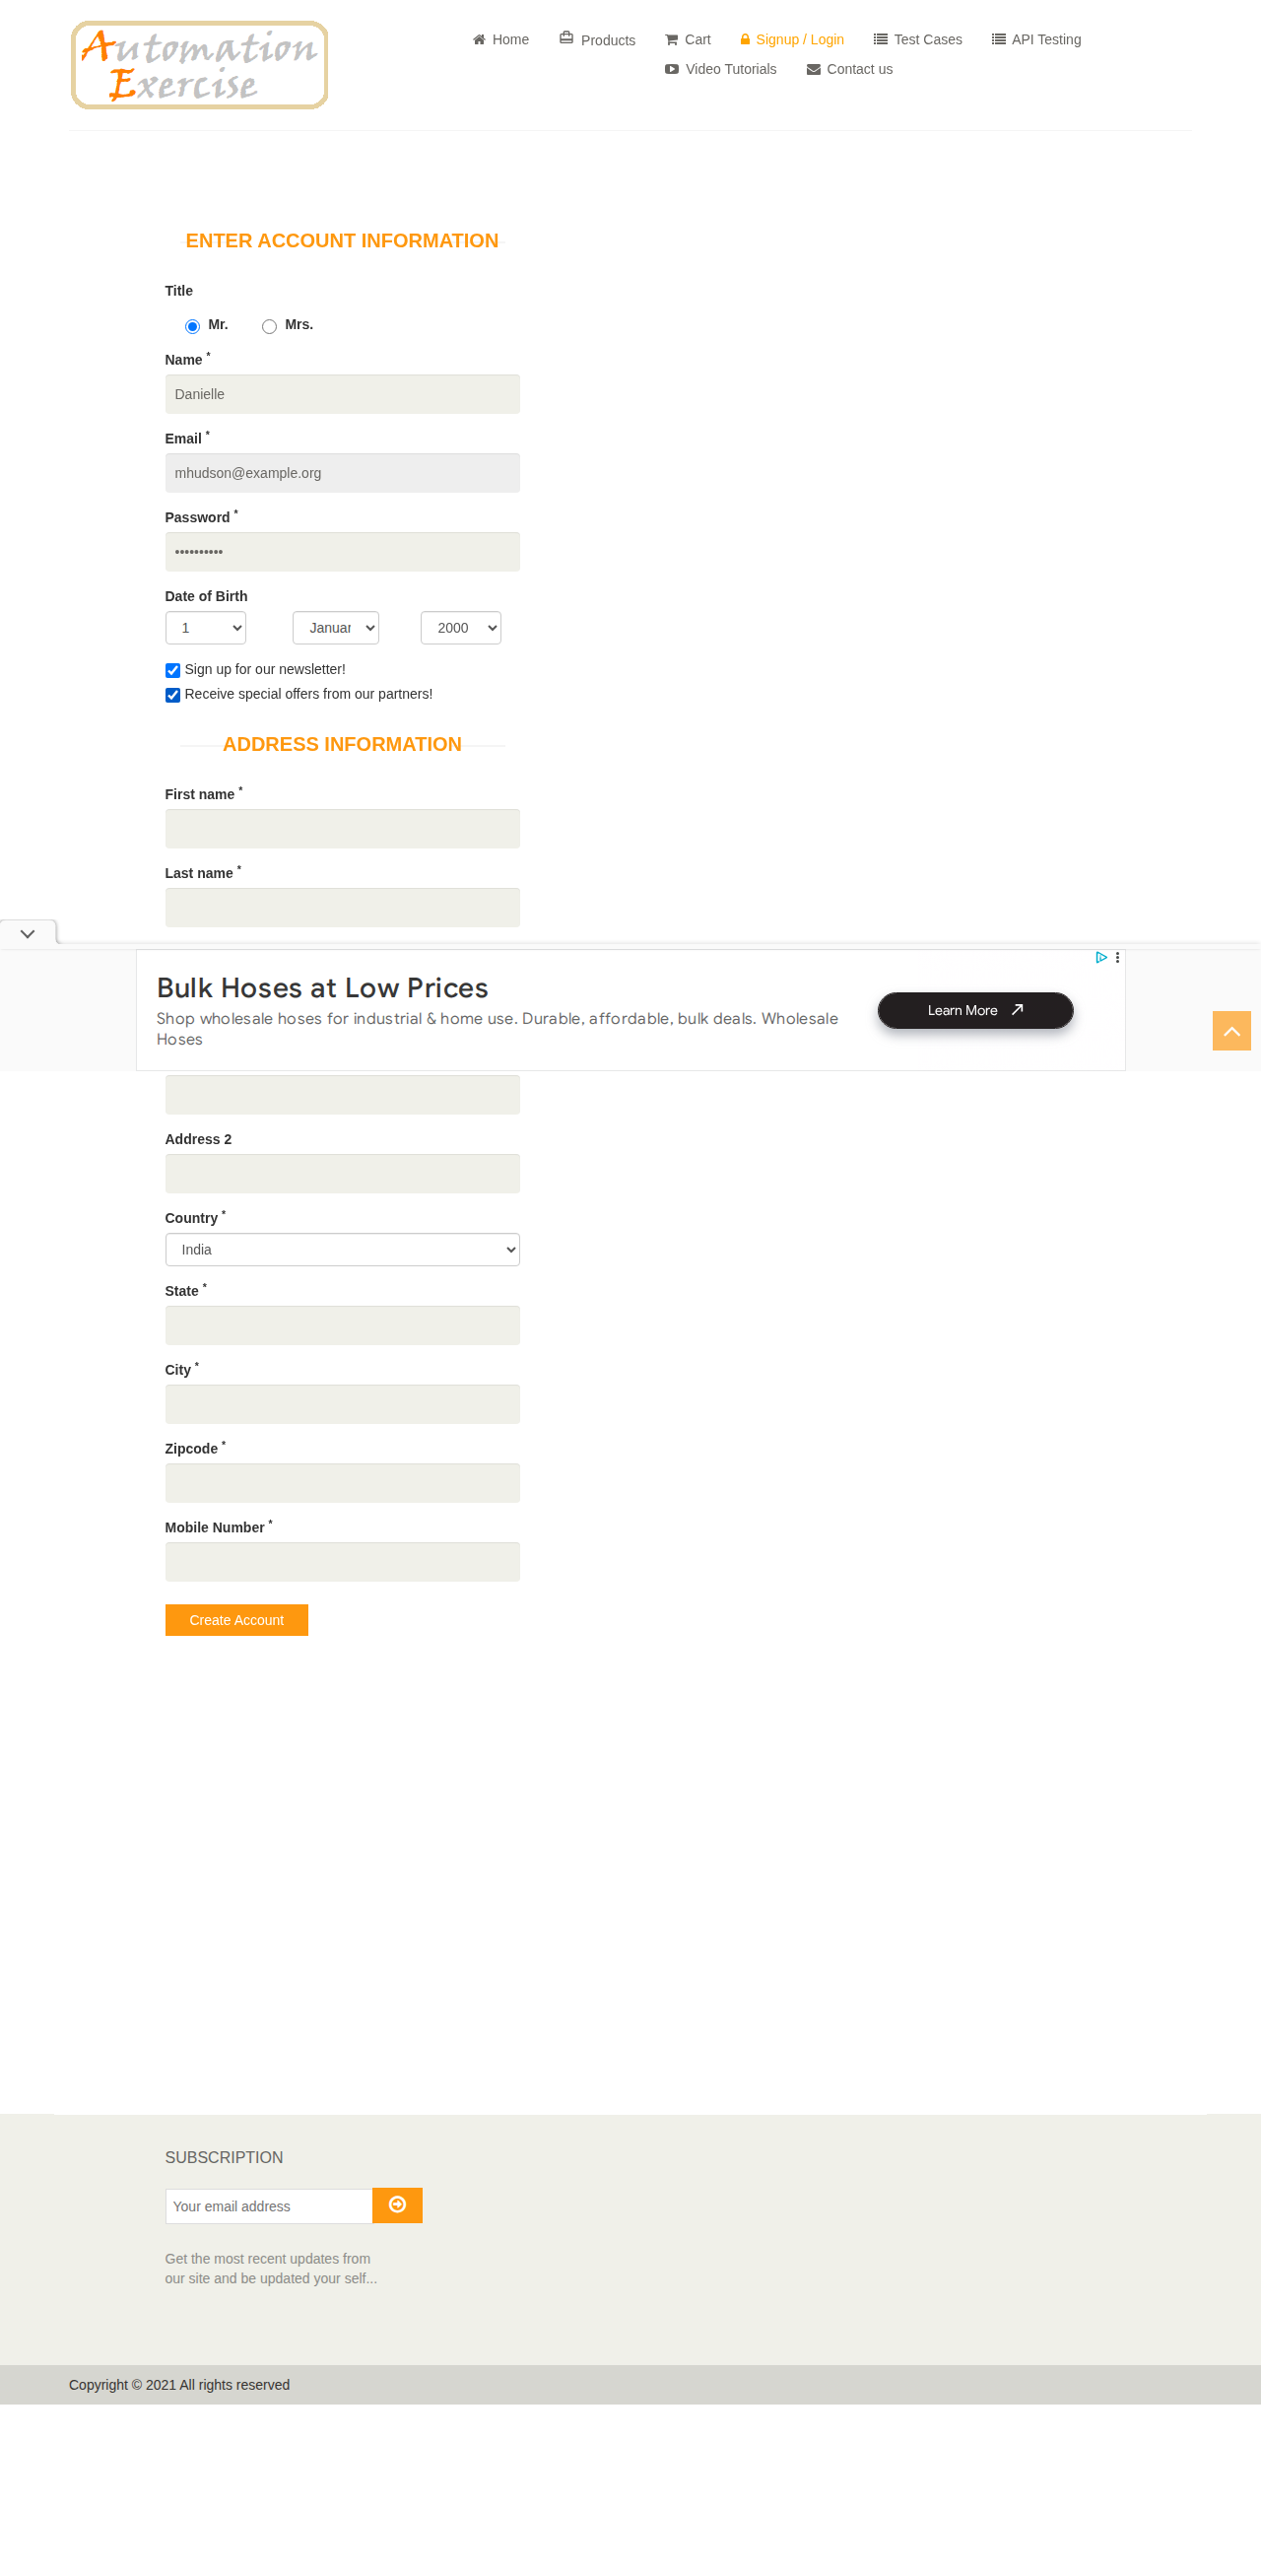 Automation
Exercise
Home
Products
Cart
Signup / Login
Test Cases
API Testing
Video Tutorials
Contact us
ENTER ACCOUNT INFORMATION
Title
Mr.
Mrs.
Name *
Danielle
Email *
mhudson@example.org
Password *
••••••••••
Date of Birth
1
Januar
2000
Sign up for our newsletter!
Receive special offers from our partners!
ADDRESS INFORMATION
First name *
Last name *
Bulk Hoses at Low Prices
Shop wholesale hoses for industrial & home use. Durable, affordable, bulk deals. Wholesale
Hoses
Learn More
Address 2
Country *
India
State *
City *
Zipcode *
Mobile Number *
Create Account
SUBSCRIPTION
Your email address
Get the most recent updates from
our site and be updated your self...
Copyright © 2021 All rights reserved